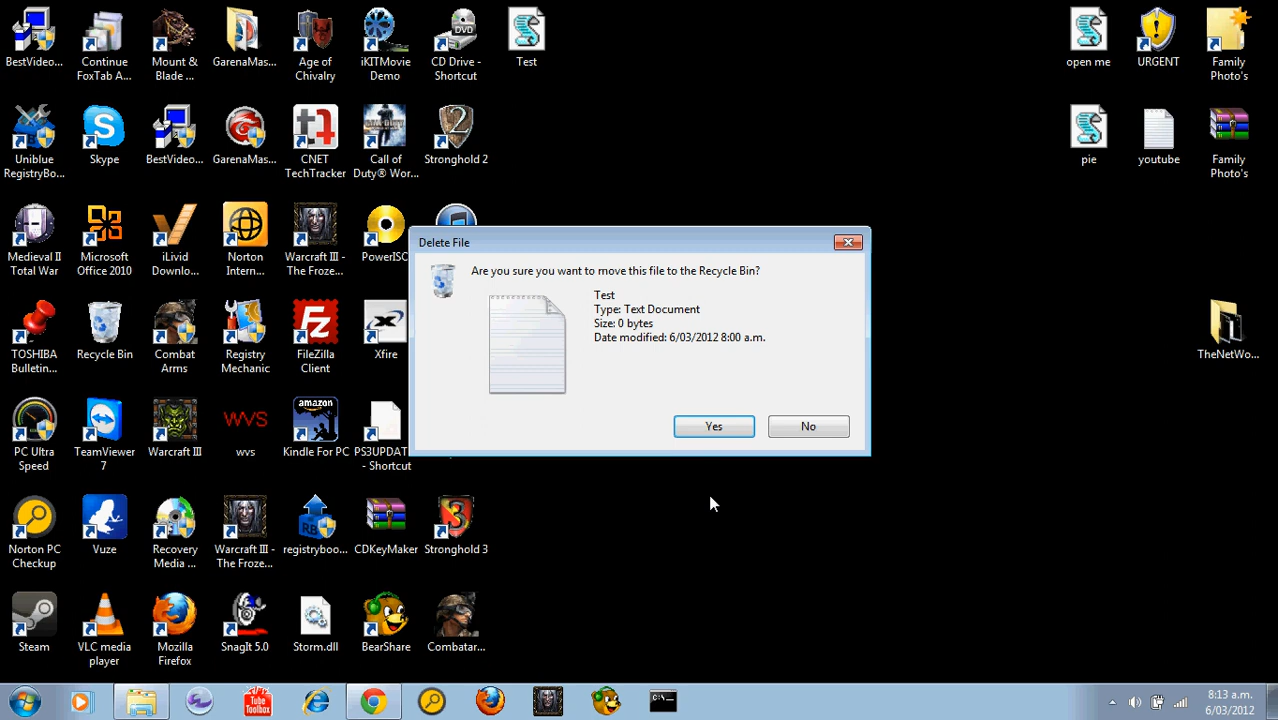 BestVideo...
Continue
FoxTab A...
Mount &
Blade ...
GarenaMas...
Age of
Chivalry
iKITMovie
Demo
DVD
CD Drive -
Shortcut
Test
open me
URGENT
Family
Photo's
Uniblue
RegistryBo...
Skype
BestVideo...
GarenaMas...
CNET
TechTracker
Call of
Duty® Wor...
Stronghold 2
pie
youtube
Family
Photo's
Medieval II
Total War
Microsoft
Office 2010
iLivid
Downlo...
Norton
Intern...
Warcraft III -
The Froze...
PowerISO
Delete File
Are you sure you want to move this file to the Recycle Bin?
Test
Type: Text Document
Size: 0 bytes
Date modified: 6/03/2012 8:00 a.m.
Yes
No
TOSHIBA
Bulletin...
Recycle Bin
Combat
Arms
Registry
Mechanic
FileZilla
Client
Xfire
TheNetWo...
PC Ultra
Speed
TeamViewer
7
Warcraft III
wvs
wvs
amazon
Kindle For PC
PS3UPDAT
- Shortcut
Norton PC
Checkup
Vuze
Recovery
Media ...
Warcraft III -
The Froze...
RB
registryboo...
CDKeyMaker
Stronghold 3
Steam
VLC media
player
Mozilla
Firefox
SnagIt 5.0
Storm.dll
BearShare
Combatar...
Tube
Toolbox
C:\_
8:13 a.m.
6/03/2012